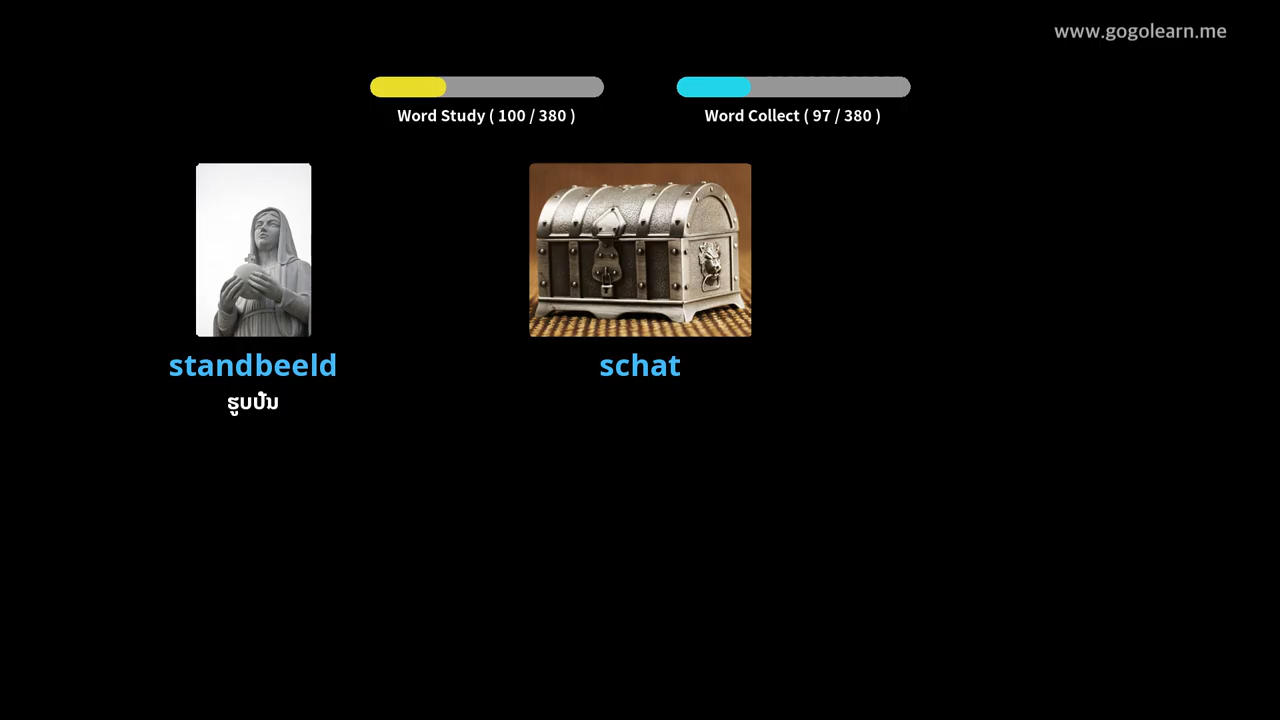 www.gogolearn.me
Word Study ( 100 / 380 )
Word Collect ( 97 / 380 )
standbeeld
schat
ຮູບປັ້ນ